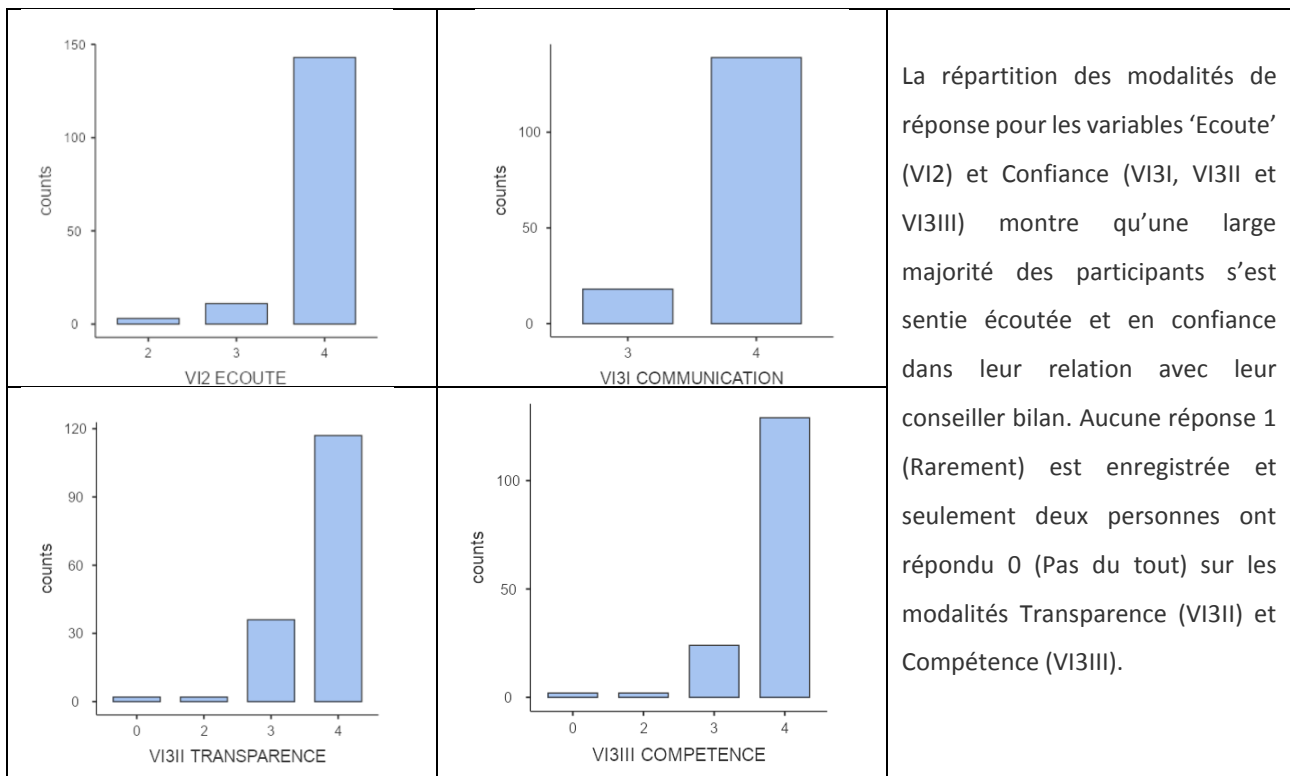 150
100
50
0
counts
2 3 4
VI2 ECOUTE
100
50
0
counts
3 4
VI3I COMMUNICATION
120
90
60
30
0
counts
0 2 3 4
VI3II TRANSPARENCE
100
50
0
counts
0 2 3 4
VI3III COMPETENCE
La répartition des modalités de
réponse pour les variables ‘Ecoute’
(VI2) et Confiance (VI3I, VI3II et
VI3III) montre qu’une large
majorité des participants s’est
sentie écoutée et en confiance
dans leur relation avec leur
conseiller bilan. Aucune réponse 1
(Rarement) est enregistrée et
seulement deux personnes ont
répondu 0 (Pas du tout) sur les
modalités Transparence (VI3II) et
Compétence (VI3III).